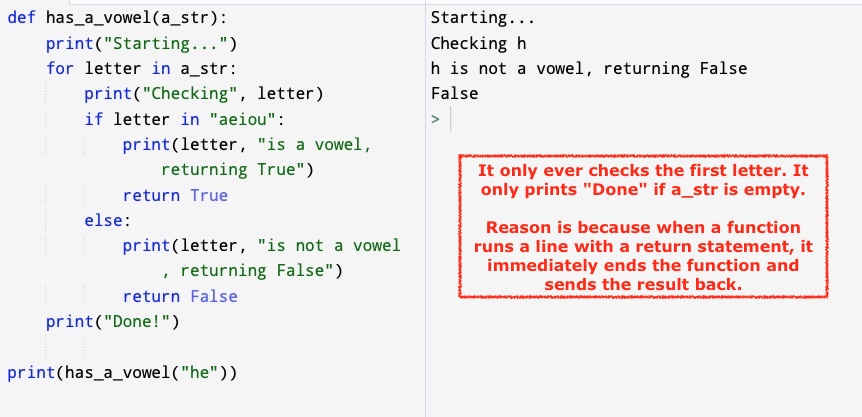 def has_a_vowel(a_str):
    print("Starting...")
    for letter in a_str:
        print("Checking", letter)
        if letter in "aeiou":
            print(letter, "is a vowel,
                returning True")
            return True
        else:
            print(letter, "is not a vowel
                , returning False")
            return False
    print("Done!")
print(has_a_vowel("he"))
Starting...
Checking h
h is not a vowel, returning False
False
>
It only ever checks the first letter. It
only prints "Done" if a_str is empty.
Reason is because when a function
runs a line with a return statement, it
immediately ends the function and
sends the result back.